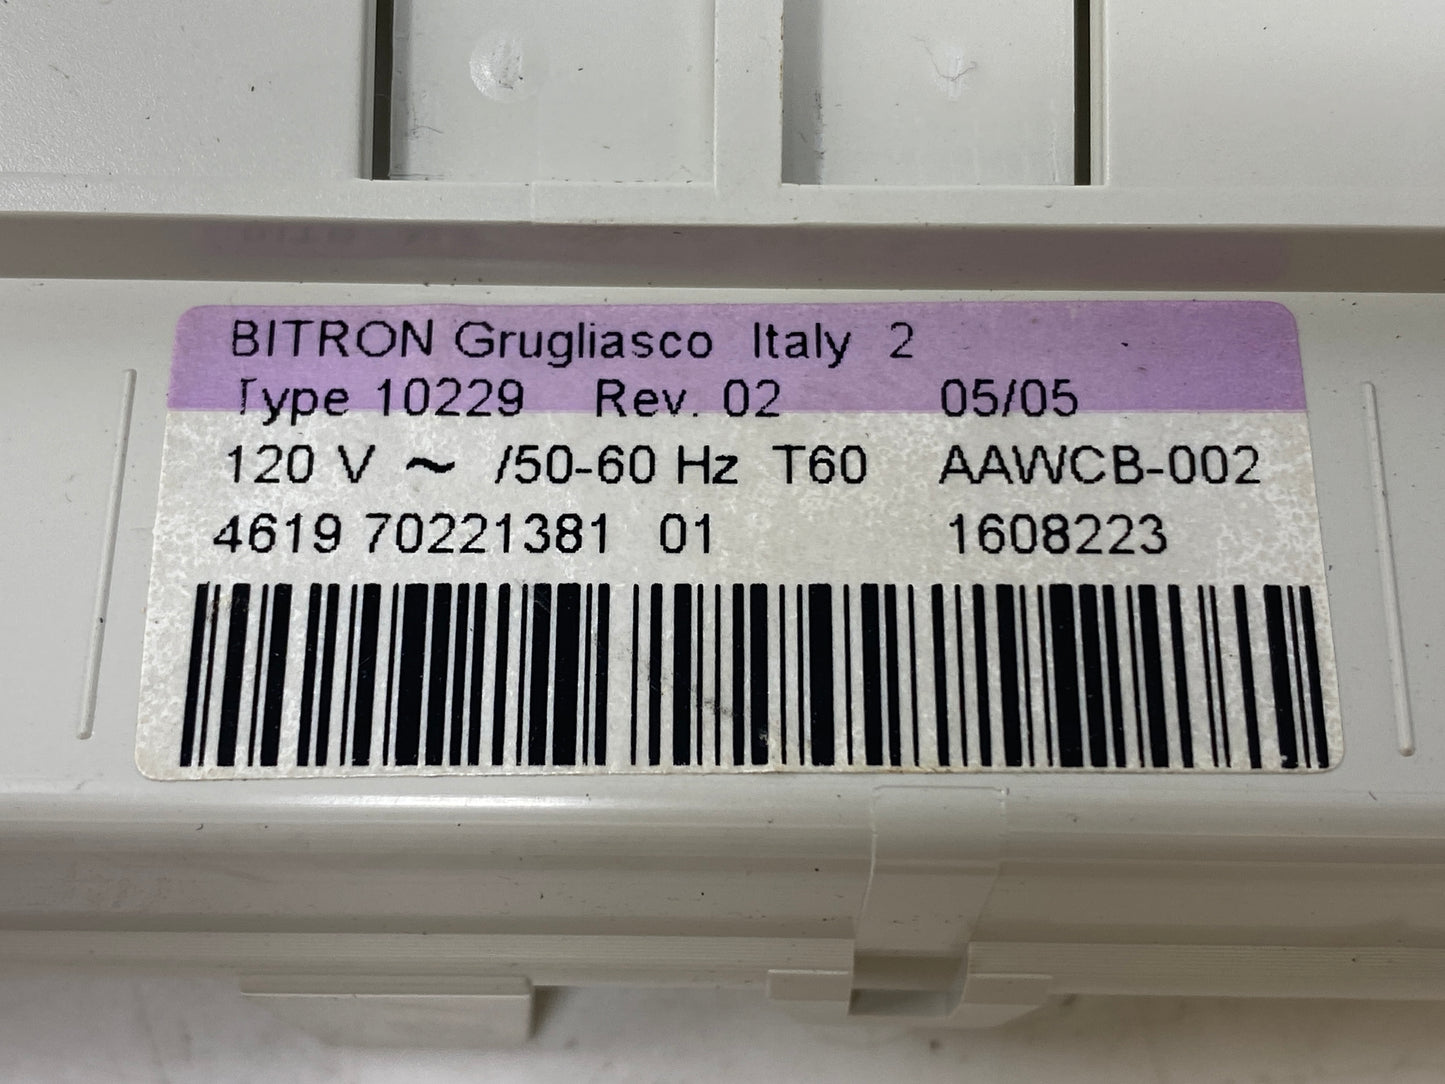 BITRON Grugliasco Italy 2
Type 10229 Rev. 02 05/05
120 V ~ /50-60 Hz T60 AAWCB-002
4619 70221381 01 1608223